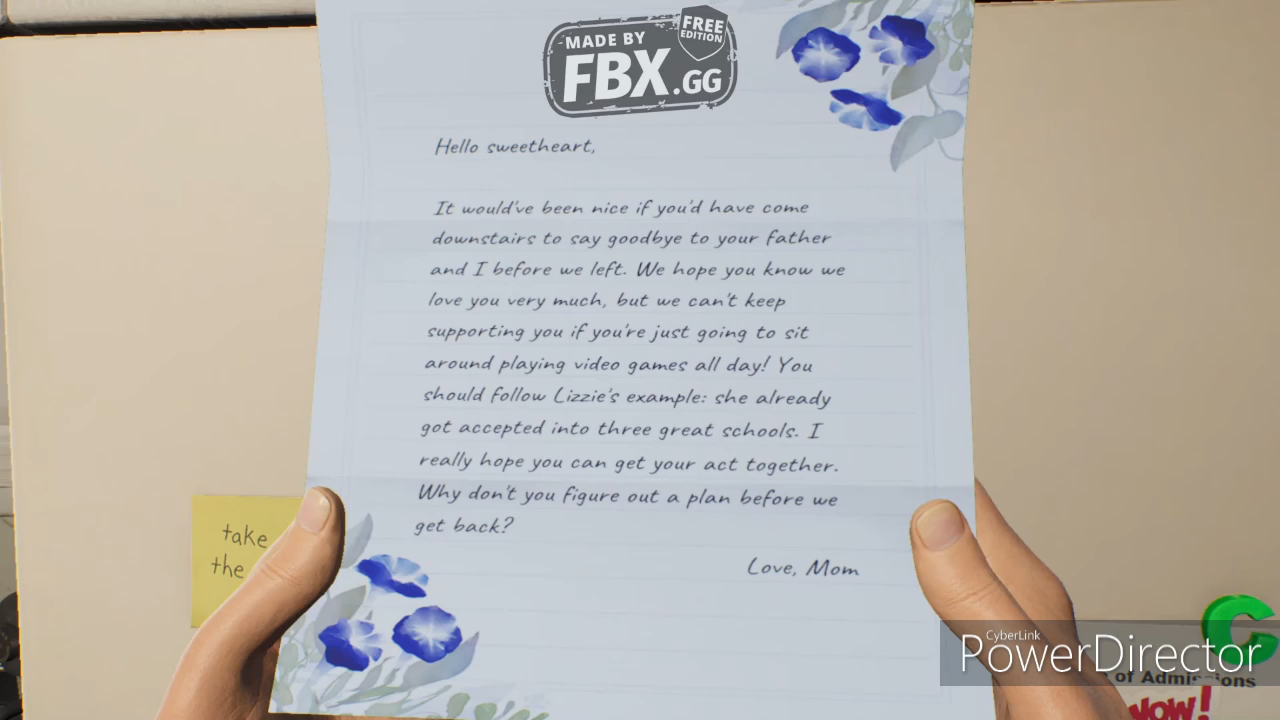 MADE BY
FREE
EDITION
FBX.GG
Hello sweetheart,
It would've been nice if you'd have come
downstairs to say goodbye to your father
and I before we left. We hope you know we
love you very much, but we can't keep
supporting you if you're just going to sit
around playing video games all day! You
should follow Lizzie's example: she already
got accepted into three great schools. I
really hope you can get your act together.
Why don't you figure out a plan before we
get back?
Love, Mom
take
the
C
CyberLink
PowerDirector
of Admissions
NOW!